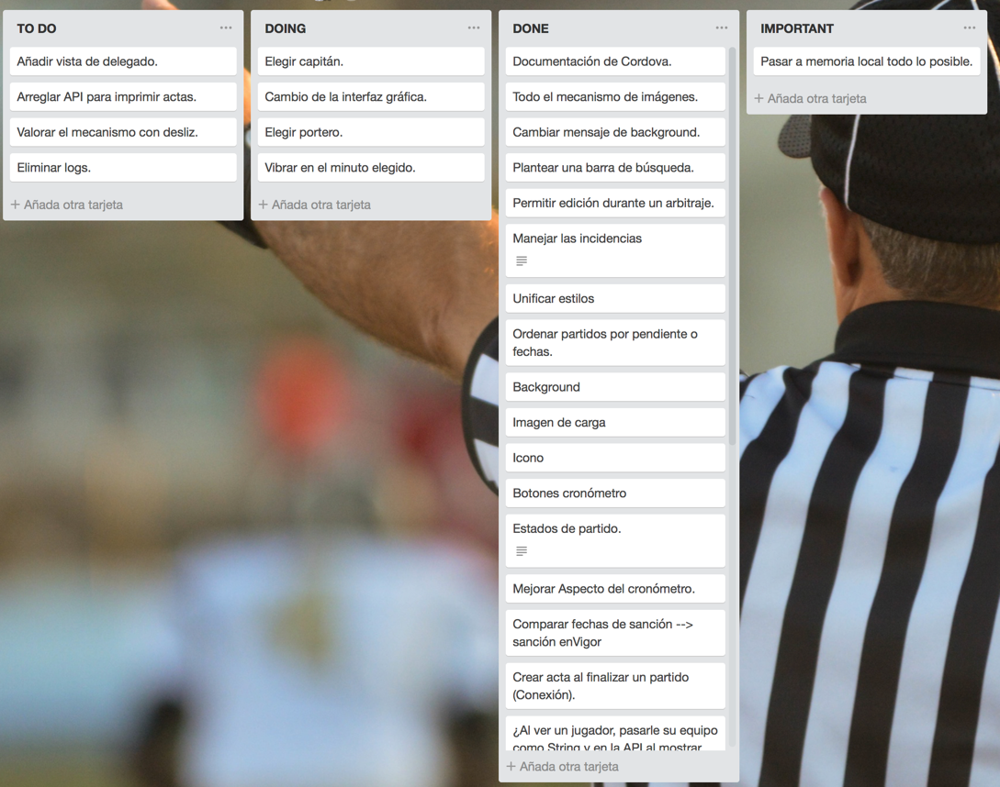 TO DO
Añadir vista de delegado.
Arreglar API para imprimir actas.
Valorar el mecanismo con desliz.
Eliminar logs.
+ Añada otra tarjeta
DOING
Elegir capitán.
Cambio de la interfaz gráfica.
Elegir portero.
Vibrar en el minuto elegido.
+ Añada otra tarjeta
DONE
Documentación de Cordova.
Todo el mecanismo de imágenes.
Cambiar mensaje de background.
Plantear una barra de búsqueda.
Permitir edición durante un arbitraje.
Manejar las incidencias
Unificar estilos
Ordenar partidos por pendiente o
fechas.
Background
Imagen de carga
Icono
Botones cronómetro
Estados de partido.
Mejorar Aspecto del cronómetro.
Comparar fechas de sanción -->
sanción enVigor
Crear acta al finalizar un partido
(Conexión).
¿Al ver un jugador, pasarle su equipo
como String y en la API al mostrar
+ Añada otra tarjeta
IMPORTANT
Pasar a memoria local todo lo posible.
+ Añada otra tarjeta